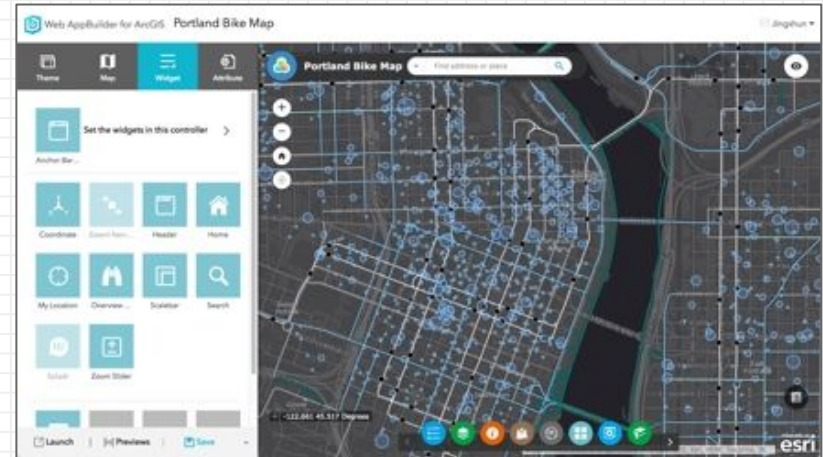 Web AppBuilder for ArcGIS Portland Bike Map
Jingshun
Theme Map Widget Attribute
Portland Bike Map Find address or place
Set the widgets in this controller
Anchor Bar ...
Coordinate Header Home
My Location Overview ... Scalebar Search
Splash Zoom Slider
-122.661 45.517 Degrees
Launch Previews Save
esri